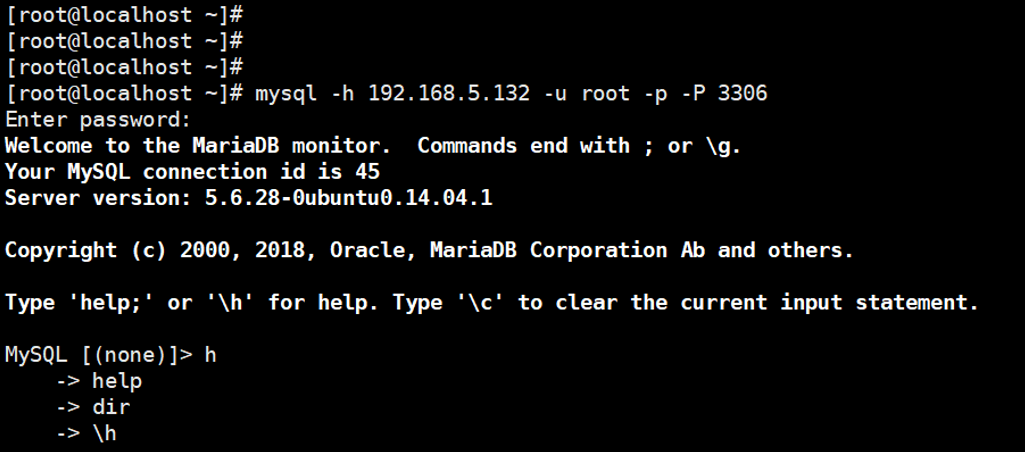 [root@localhost ~]#
[root@localhost ~]#
[root@localhost ~]#
[root@localhost ~]# mysql -h 192.168.5.132 -u root -p -P 3306
Enter password:
Welcome to the MariaDB monitor.  Commands end with ; or \g.
Your MySQL connection id is 45
Server version: 5.6.28-0ubuntu0.14.04.1

Copyright (c) 2000, 2018, Oracle, MariaDB Corporation Ab and others.

Type 'help;' or '\h' for help. Type '\c' to clear the current input statement.

MySQL [(none)]> h
    -> help
    -> dir
    -> \h